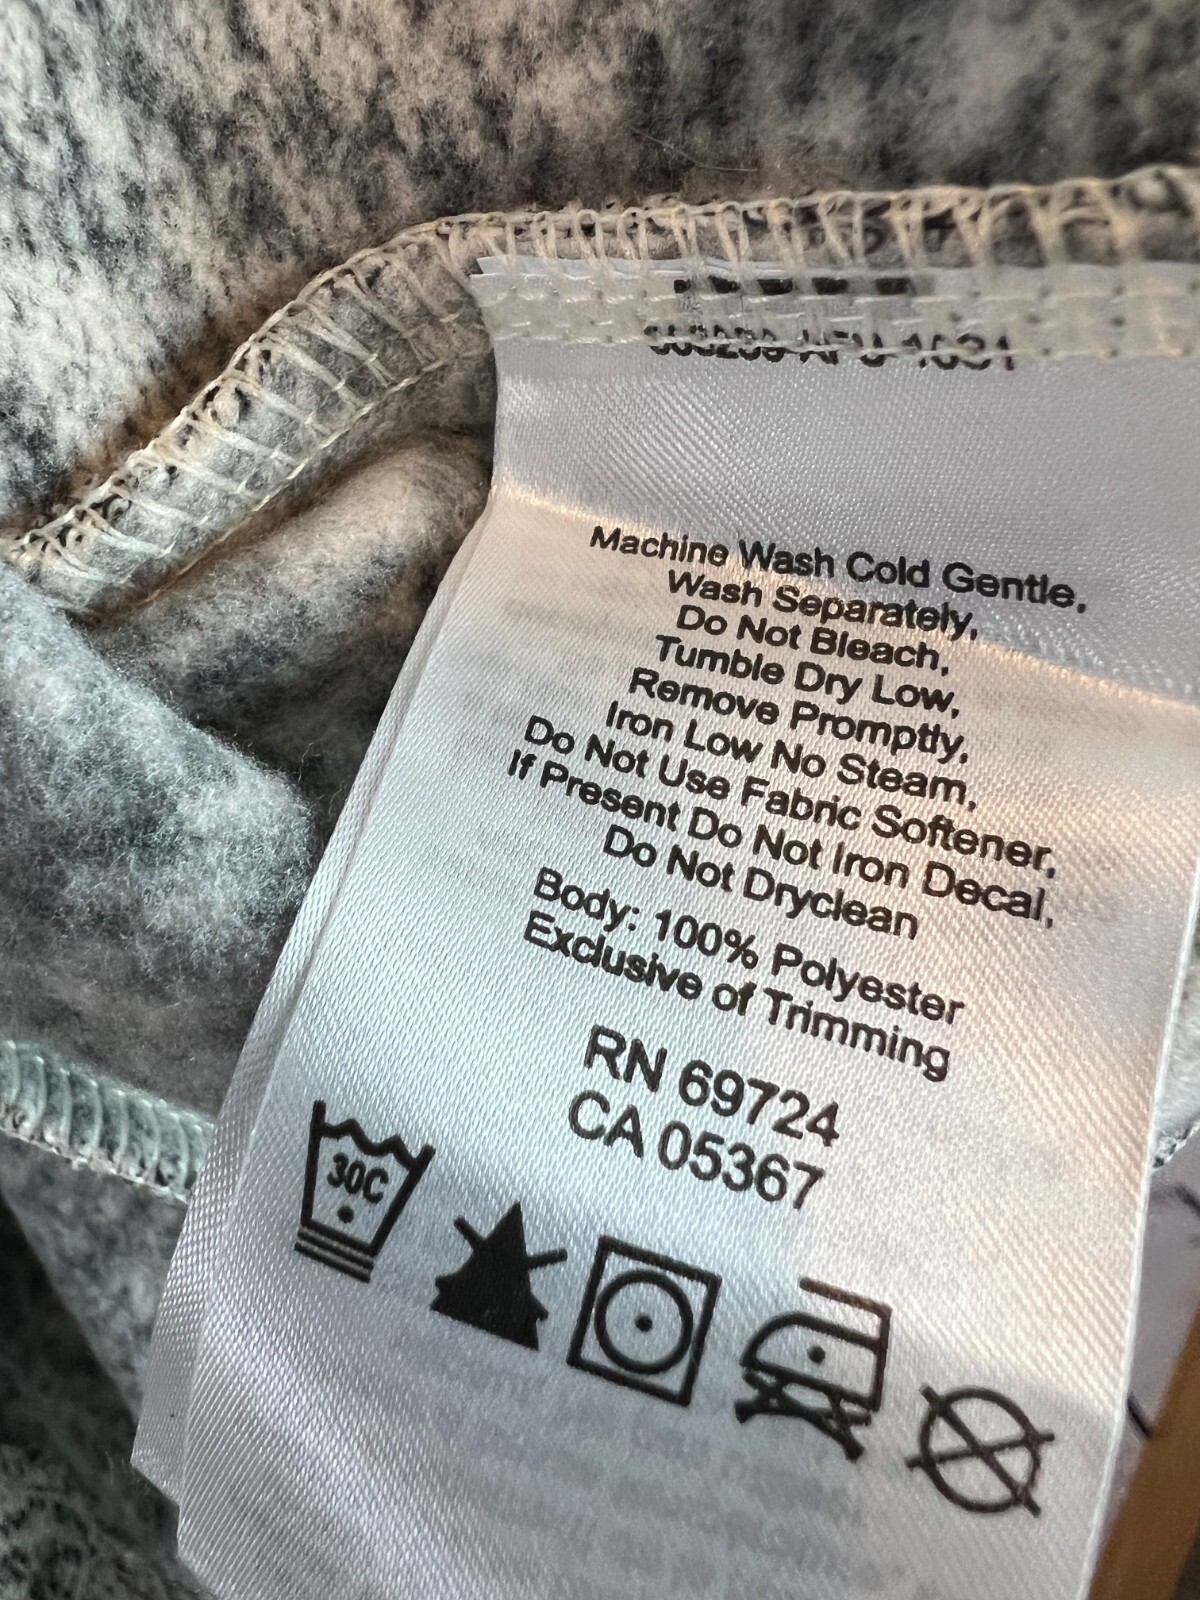 Machine Wash Cold Gentle,
Wash Separately,
Do Not Bleach,
Tumble Dry Low,
Remove Promptly,
Iron Low No Steam,
Do Not Use Fabric Softener,
If Present Do Not Iron Decal,
Do Not Dryclean
Body: 100% Polyester
Exclusive of Trimming
RN 69724
CA 05367
30C